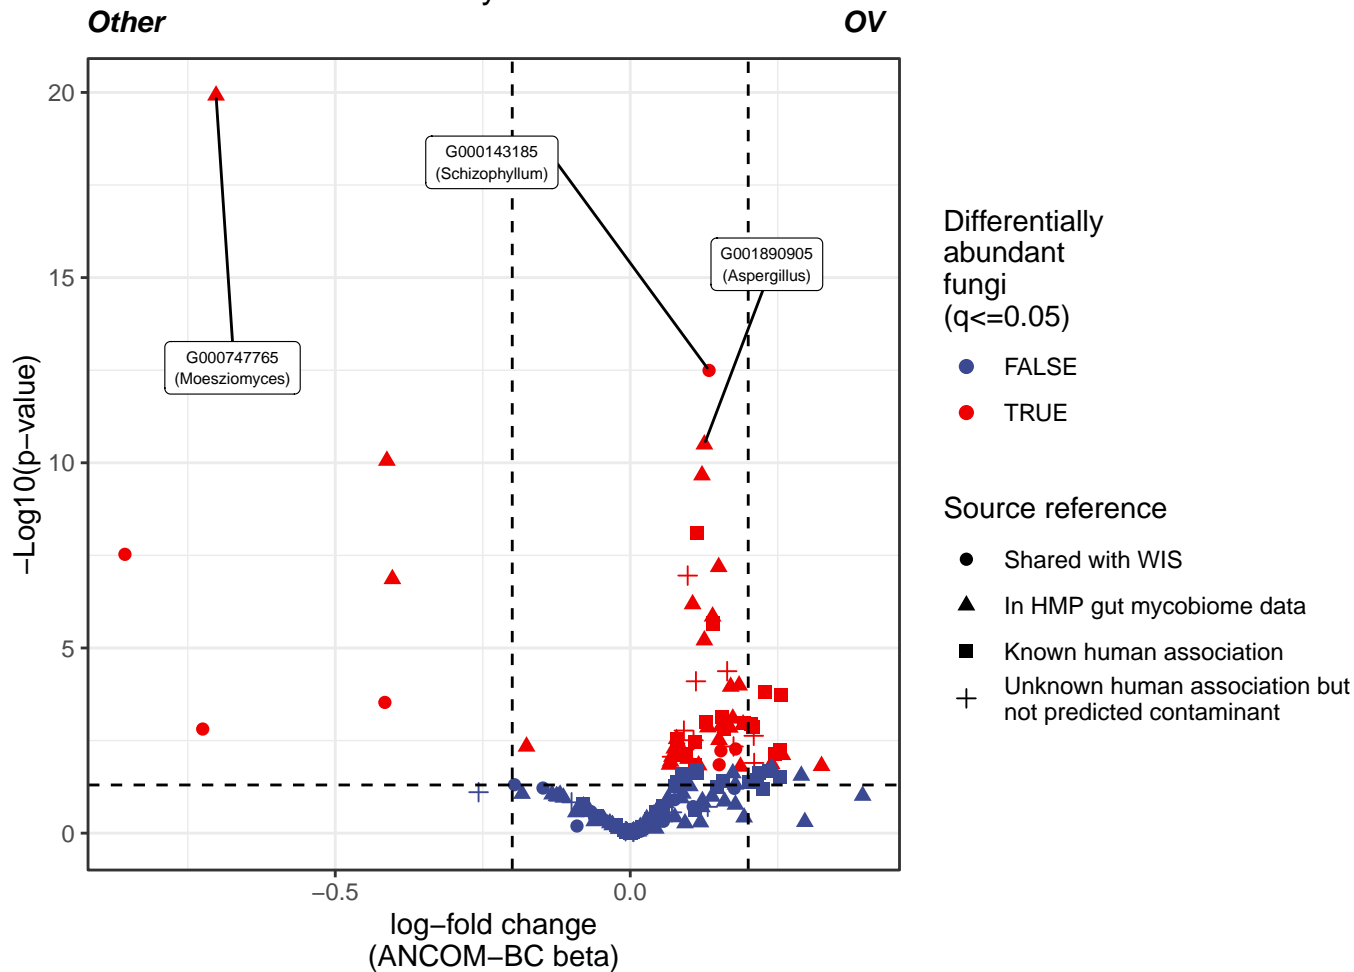 Other
OV
20
15
10
5
0
−Log10(p−value)
G000143185
(Schizophyllum)
G001890905
(Aspergillus)
G000747765
(Moesziomyces)
−0.5
0.0
log−fold change
(ANCOM−BC beta)
Differentially
abundant
fungi
(q<=0.05)
FALSE
TRUE
Source reference
Shared with WIS
In HMP gut mycobiome data
Known human association
Unknown human association but
not predicted contaminant